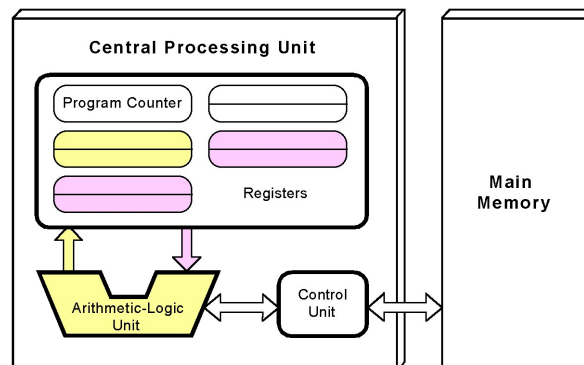 Central Processing Unit
Program Counter
Registers
Main
Memory
Arithmetic-Logic
Unit
Control
Unit